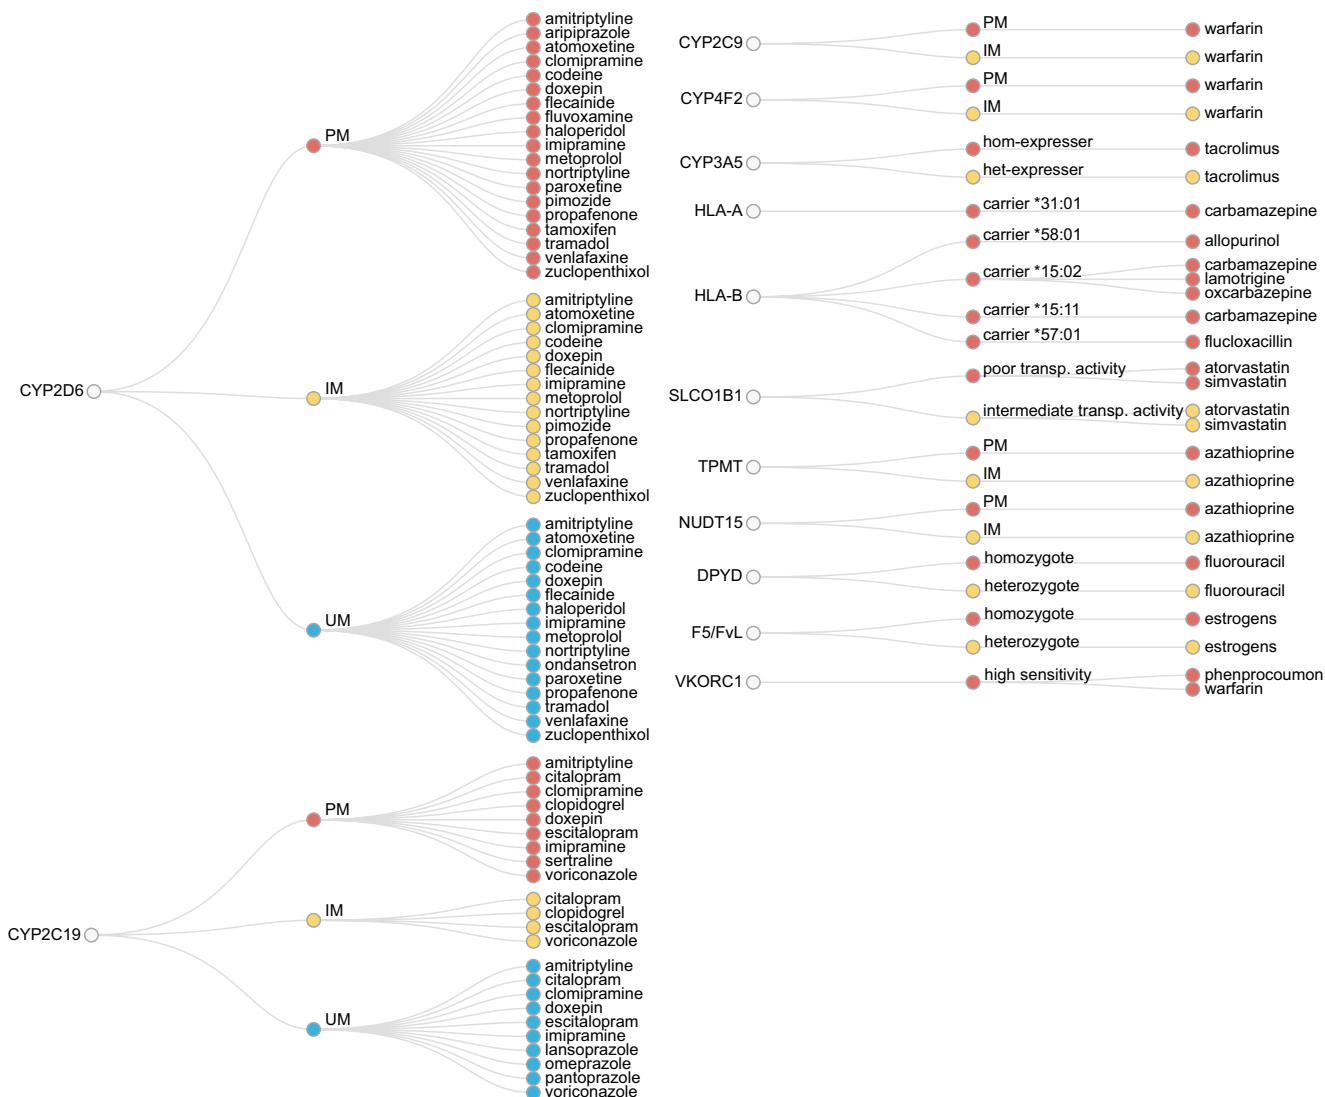 CYP2D6
PM
amitriptyline
aripiprazole
atomoxetine
clomipramine
codeine
doxepin
flecainide
fluvoxamine
haloperidol
imipramine
metoprolol
nortriptyline
paroxetine
pimozide
propafenone
tamoxifen
tramadol
venlafaxine
zuclopenthixol
IM
amitriptyline
atomoxetine
clomipramine
codeine
doxepin
flecainide
imipramine
metoprolol
nortriptyline
pimozide
propafenone
tamoxifen
tramadol
venlafaxine
zuclopenthixol
UM
amitriptyline
atomoxetine
clomipramine
codeine
doxepin
flecainide
haloperidol
imipramine
metoprolol
nortriptyline
ondansetron
paroxetine
propafenone
tramadol
venlafaxine
zuclopenthixol
CYP2C19
PM
amitriptyline
citalopram
clomipramine
clopidogrel
doxepin
escitalopram
imipramine
sertraline
voriconazole
IM
citalopram
clopidogrel
escitalopram
voriconazole
UM
amitriptyline
citalopram
clomipramine
doxepin
escitalopram
imipramine
lansoprazole
omeprazole
pantoprazole
voriconazole
CYP2C9
PM
warfarin
IM
warfarin
CYP4F2
PM
warfarin
IM
warfarin
CYP3A5
hom-expresser
tacrolimus
het-expresser
tacrolimus
HLA-A
carrier *31:01
carbamazepine
HLA-B
carrier *58:01
allopurinol
carrier *15:02
carbamazepine
lamotrigine
oxcarbazepine
carrier *15:11
carbamazepine
carrier *57:01
flucloxacillin
SLCO1B1
poor transp. activity
atorvastatin
simvastatin
intermediate transp. activity
atorvastatin
simvastatin
TPMT
PM
azathioprine
IM
azathioprine
NUDT15
PM
azathioprine
IM
azathioprine
DPYD
homozygote
fluorouracil
heterozygote
fluorouracil
F5/FvL
homozygote
estrogens
heterozygote
estrogens
VKORC1
high sensitivity
phenprocoumon
warfarin